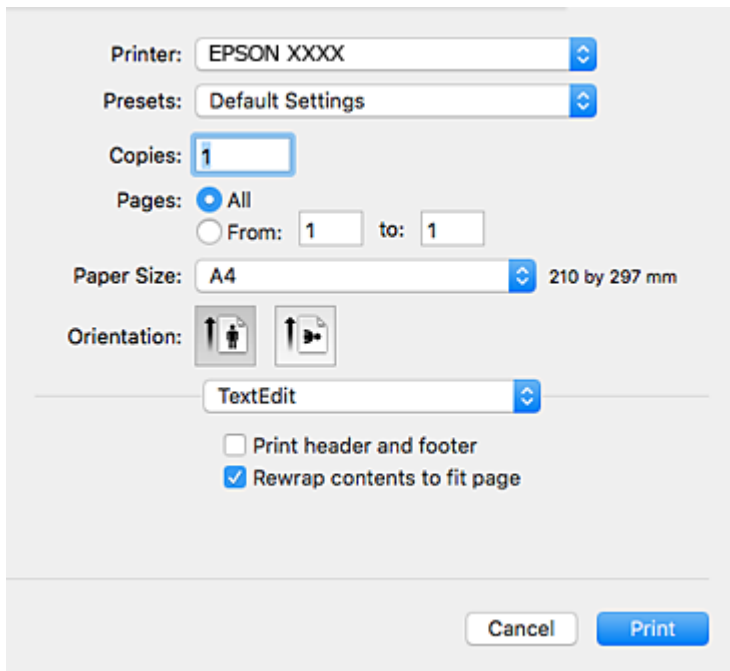 Printer: EPSON XXXX
Presets: Default Settings
Copies: 1
Pages: All
From: 1 to: 1
Paper Size: A4 210 by 297 mm
Orientation:
TextEdit
Print header and footer
Rewrap contents to fit page
Cancel Print